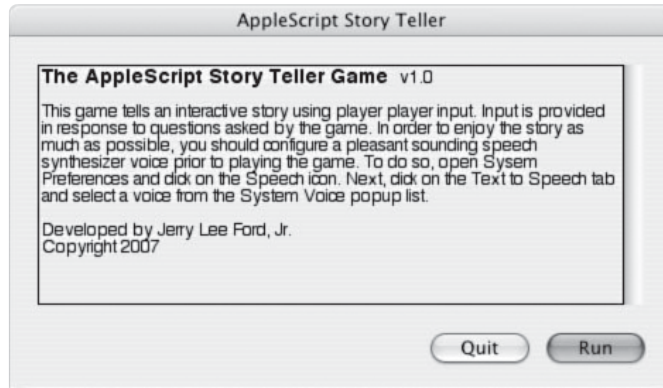 AppleScript Story Teller
The AppleScript Story Teller Game v1.0
This game tells an interactive story using player player input. Input is provided
in response to questions asked by the game. In order to enjoy the story as
much as possible, you should configure a pleasant sounding speech
synthesizer voice prior to playing the game. To do so, open Sysem
Preferences and click on the Speech icon. Next, click on the Text to Speech tab
and select a voice from the System Voice popup list.
Developed by Jerry Lee Ford, Jr.
Copyright 2007
Quit
Run